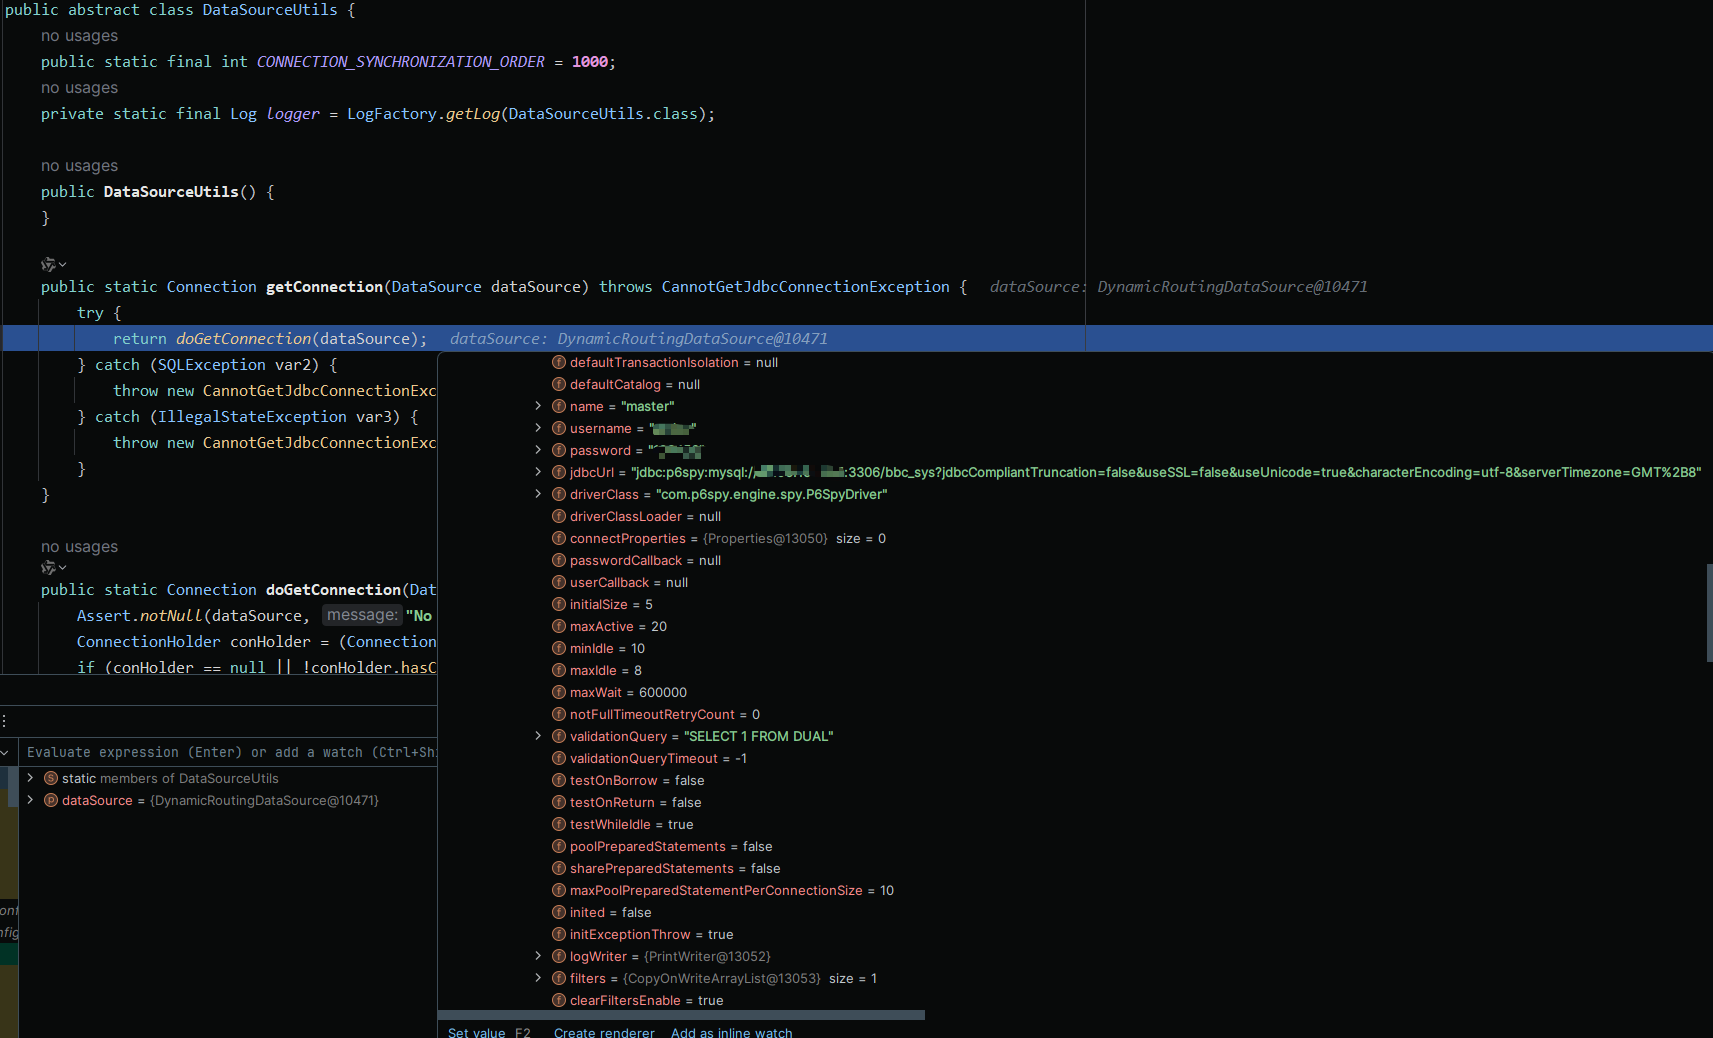 public abstract class DataSourceUtils {
no usages
public static final int CONNECTION_SYNCHRONIZATION_ORDER = 1000;
no usages
private static final Log logger = LogFactory.getLog(DataSourceUtils.class);
no usages
public DataSourceUtils() {
}
public static Connection getConnection(DataSource dataSource) throws CannotGetJdbcConnectionException { dataSource: DynamicRoutingDataSource@10471
try {
return doGetConnection(dataSource); dataSource: DynamicRoutingDataSource@10471
} catch (SQLException var2) {
throw new CannotGetJdbcConnectionExc
} catch (IllegalStateException var3) {
throw new CannotGetJdbcConnectionExc
}
}
no usages
public static Connection doGetConnection(Dat
Assert.notNull(dataSource, message: "No
ConnectionHolder conHolder = (Connection
if (conHolder == null || !conHolder.hasC
Evaluate expression (Enter) or add a watch (Ctrl+Shi
static members of DataSourceUtils
dataSource = {DynamicRoutingDataSource@10471}
onf
nfig
defaultTransactionIsolation = null
defaultCatalog = null
name = "master"
username = "
password = "
jdbcUrl = "jdbc:p6spy:mysql:/ :3306/bbc_sys?jdbcCompliantTruncation=false&useSSL=false&useUnicode=true&characterEncoding=utf-8&serverTimezone=GMT%2B8"
driverClass = "com.p6spy.engine.spy.P6SpyDriver"
driverClassLoader = null
connectProperties = {Properties@13050} size = 0
passwordCallback = null
userCallback = null
initialSize = 5
maxActive = 20
minIdle = 10
maxIdle = 8
maxWait = 600000
notFullTimeoutRetryCount = 0
validationQuery = "SELECT 1 FROM DUAL"
validationQueryTimeout = -1
testOnBorrow = false
testOnReturn = false
testWhileIdle = true
poolPreparedStatements = false
sharePreparedStatements = false
maxPoolPreparedStatementPerConnectionSize = 10
inited = false
initExceptionThrow = true
logWriter = {PrintWriter@13052}
filters = {CopyOnWriteArrayList@13053} size = 1
clearFiltersEnable = true
Set value F2 Create renderer Add as inline watch